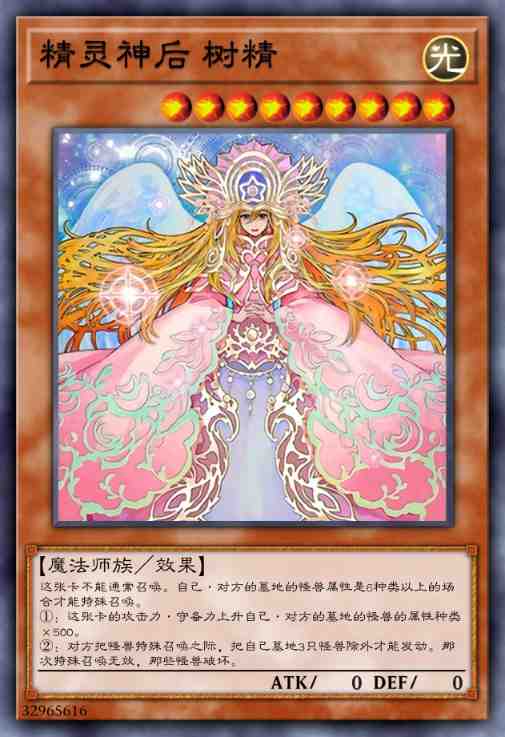 精灵神后 树精
光
【魔法师族／效果】
这张卡不能通常召唤。自己·对方的墓地的怪兽属性是6种类以上的场
合才能特殊召唤。
①：这张卡的攻击力·守备力上升自己·对方的墓地的怪兽的属性种类
×500。
②：对方把怪兽特殊召唤之际，把自己墓地3只怪兽除外才能发动。那
次特殊召唤无效，那些怪兽破坏。
ATK/ 0 DEF/ 0
32965616